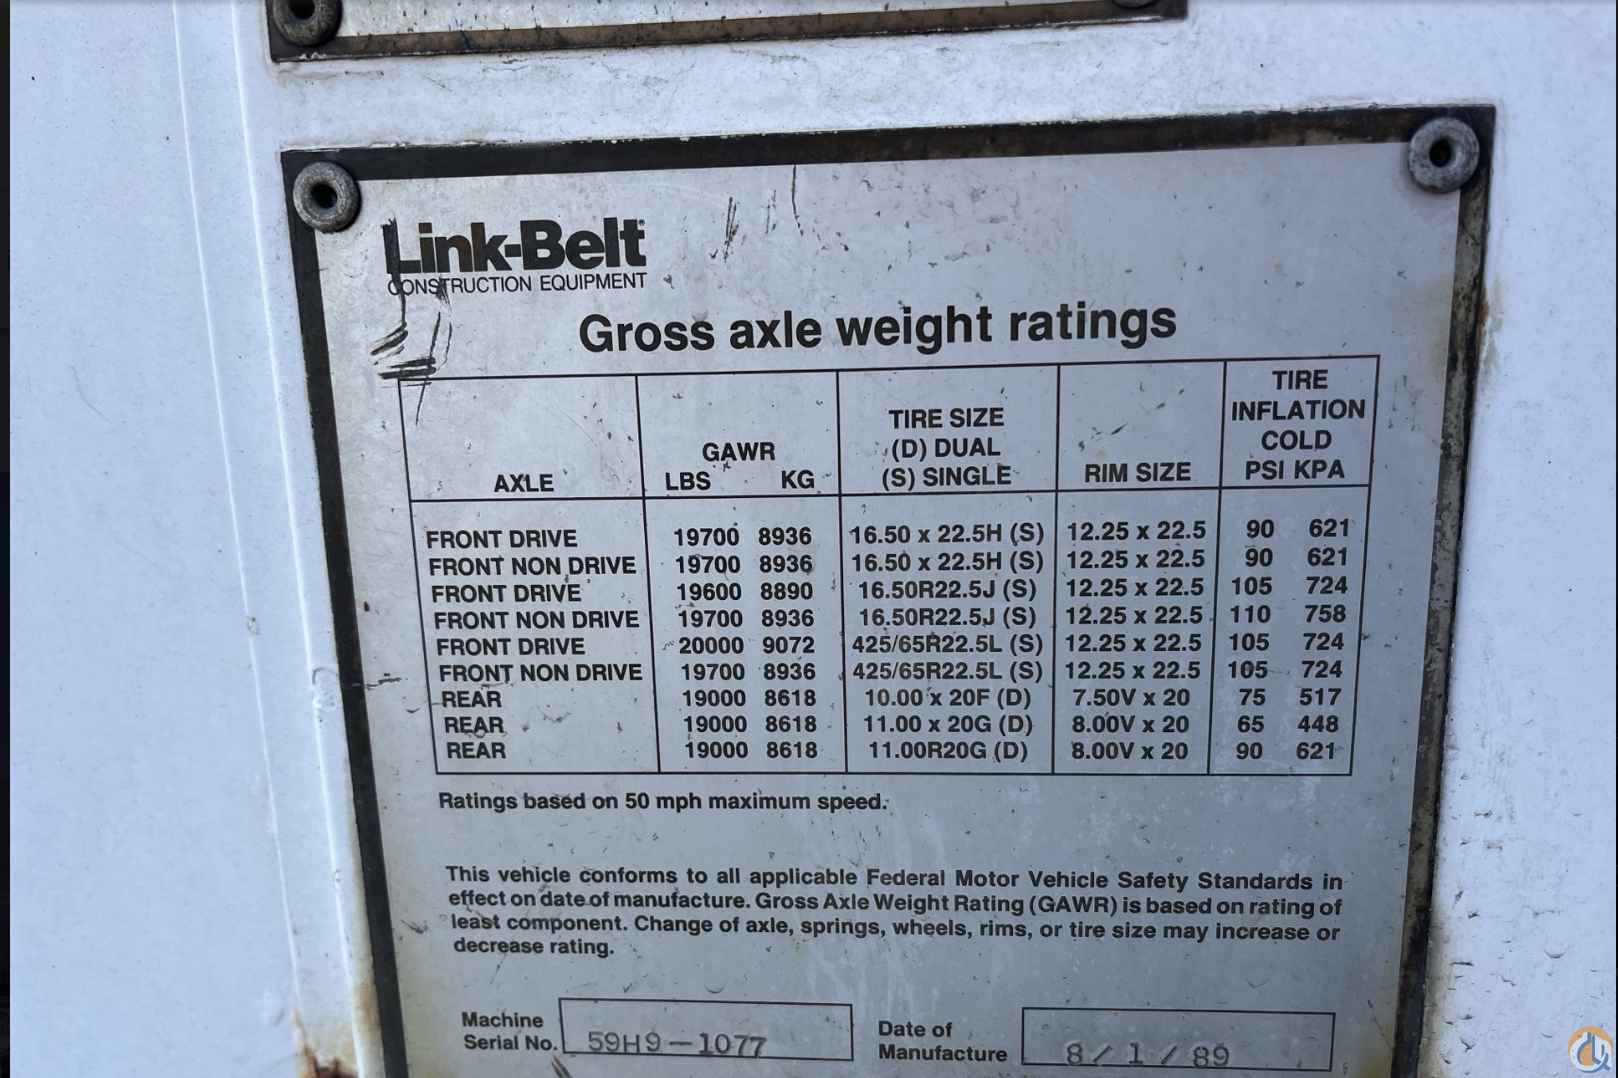 Link-Belt
CONSTRUCTION EQUIPMENT
Gross axle weight ratings
AXLE GAWR LBS KG TIRE SIZE (D) DUAL (S) SINGLE RIM SIZE TIRE INFLATION COLD PSI KPA
FRONT DRIVE 19700 8936 16.50 x 22.5H (S) 12.25 x 22.5 90 621
FRONT NON DRIVE 19700 8936 16.50 x 22.5H (S) 12.25 x 22.5 90 621
FRONT DRIVE 19600 8890 16.50R22.5J (S) 12.25 x 22.5 105 724
FRONT NON DRIVE 19700 8936 16.50R22.5J (S) 12.25 x 22.5 110 758
FRONT DRIVE 20000 9072 425/65R22.5L (S) 12.25 x 22.5 105 724
FRONT NON DRIVE 19700 8936 425/65R22.5L (S) 12.25 x 22.5 105 724
REAR 19000 8618 10.00 x 20F (D) 7.50V x 20 75 517
REAR 19000 8618 11.00 x 20G (D) 8.00V x 20 65 448
REAR 19000 8618 11.00R20G (D) 8.00V x 20 90 621
Ratings based on 50 mph maximum speed.
This vehicle conforms to all applicable Federal Motor Vehicle Safety Standards in
effect on date of manufacture. Gross Axle Weight Rating (GAWR) is based on rating of
least component. Change of axle, springs, wheels, rims, or tire size may increase or
decrease rating.
Machine
Serial No. 59H9-1077
Date of
Manufacture 8/1/89